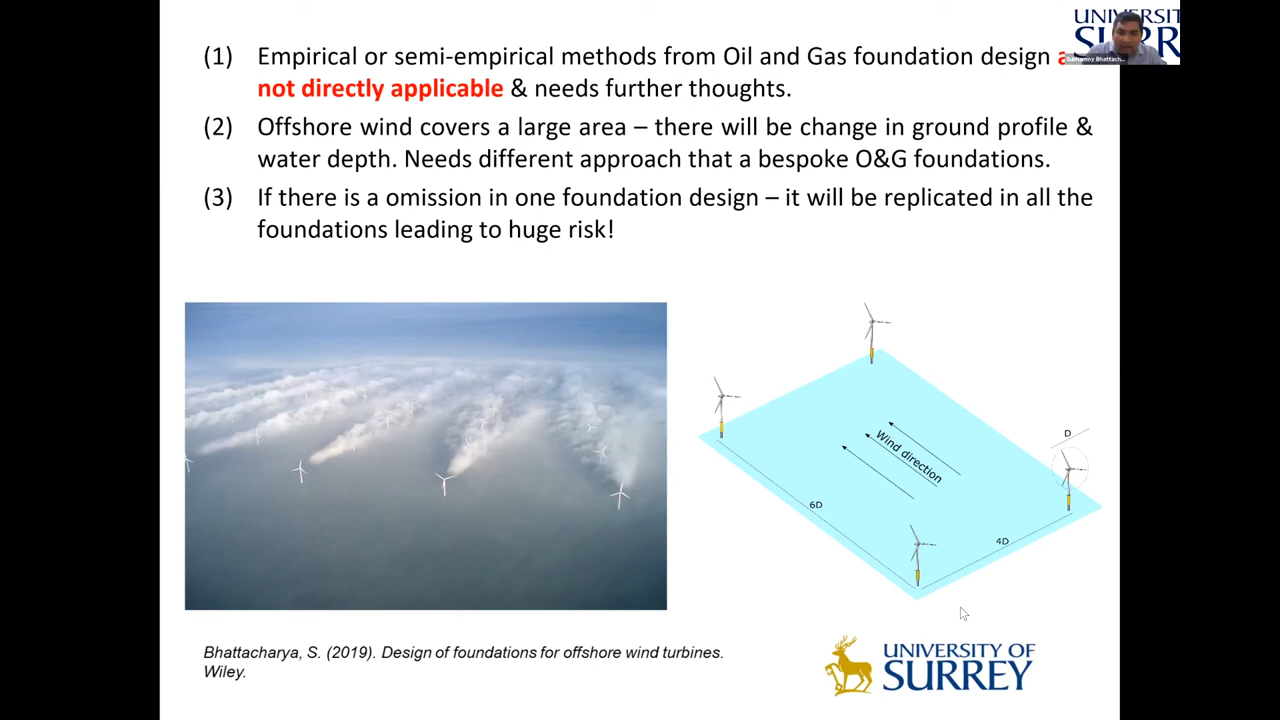 UNIVERSIT
SURR
(1) Empirical or semi-empirical methods from Oil and Gas foundation design
not directly applicable & needs further thoughts.
(2) Offshore wind covers a large area – there will be change in ground profile &
water depth. Needs different approach that a bespoke O&G foundations.
(3) If there is a omission in one foundation design – it will be replicated in all the
foundations leading to huge risk!
D
Wind direction
6D
4D
Bhattacharya, S. (2019). Design of foundations for offshore wind turbines.
Wiley.
UNIVERSITY OF
SURREY